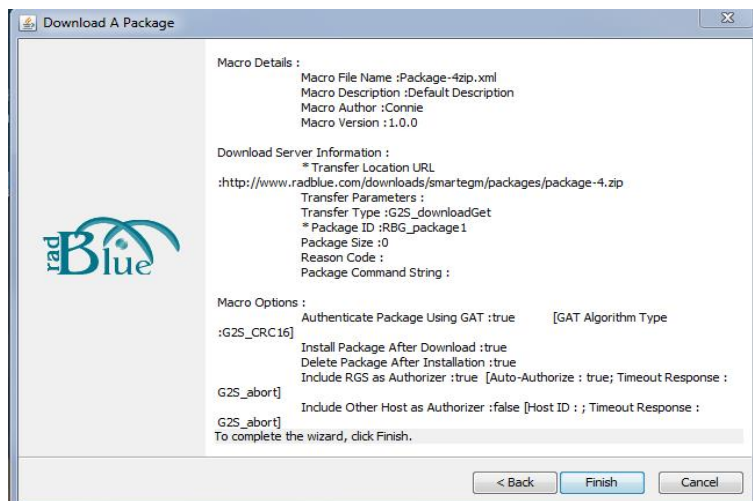 Download A Package
Macro Details :
Macro File Name :Package-4zip.xml
Macro Description :Default Description
Macro Author :Connie
Macro Version :1.0.0
Download Server Information :
* Transfer Location URL
:http://www.radblue.com/downloads/smartegm/packages/package-4.zip
Transfer Parameters :
Transfer Type :G2S_downloadGet
* Package ID :RBG_package1
Package Size :0
Reason Code :
Package Command String :
rad Blue
Macro Options :
Authenticate Package Using GAT :true [GAT Algorithm Type
:G2S_CRC16]
Install Package After Download :true
Delete Package After Installation :true
Include RGS as Authorizer :true [Auto-Authorize : true; Timeout Response :
G2S_abort]
Include Other Host as Authorizer :false [Host ID : ; Timeout Response :
G2S_abort]
To complete the wizard, click Finish.
< Back Finish Cancel